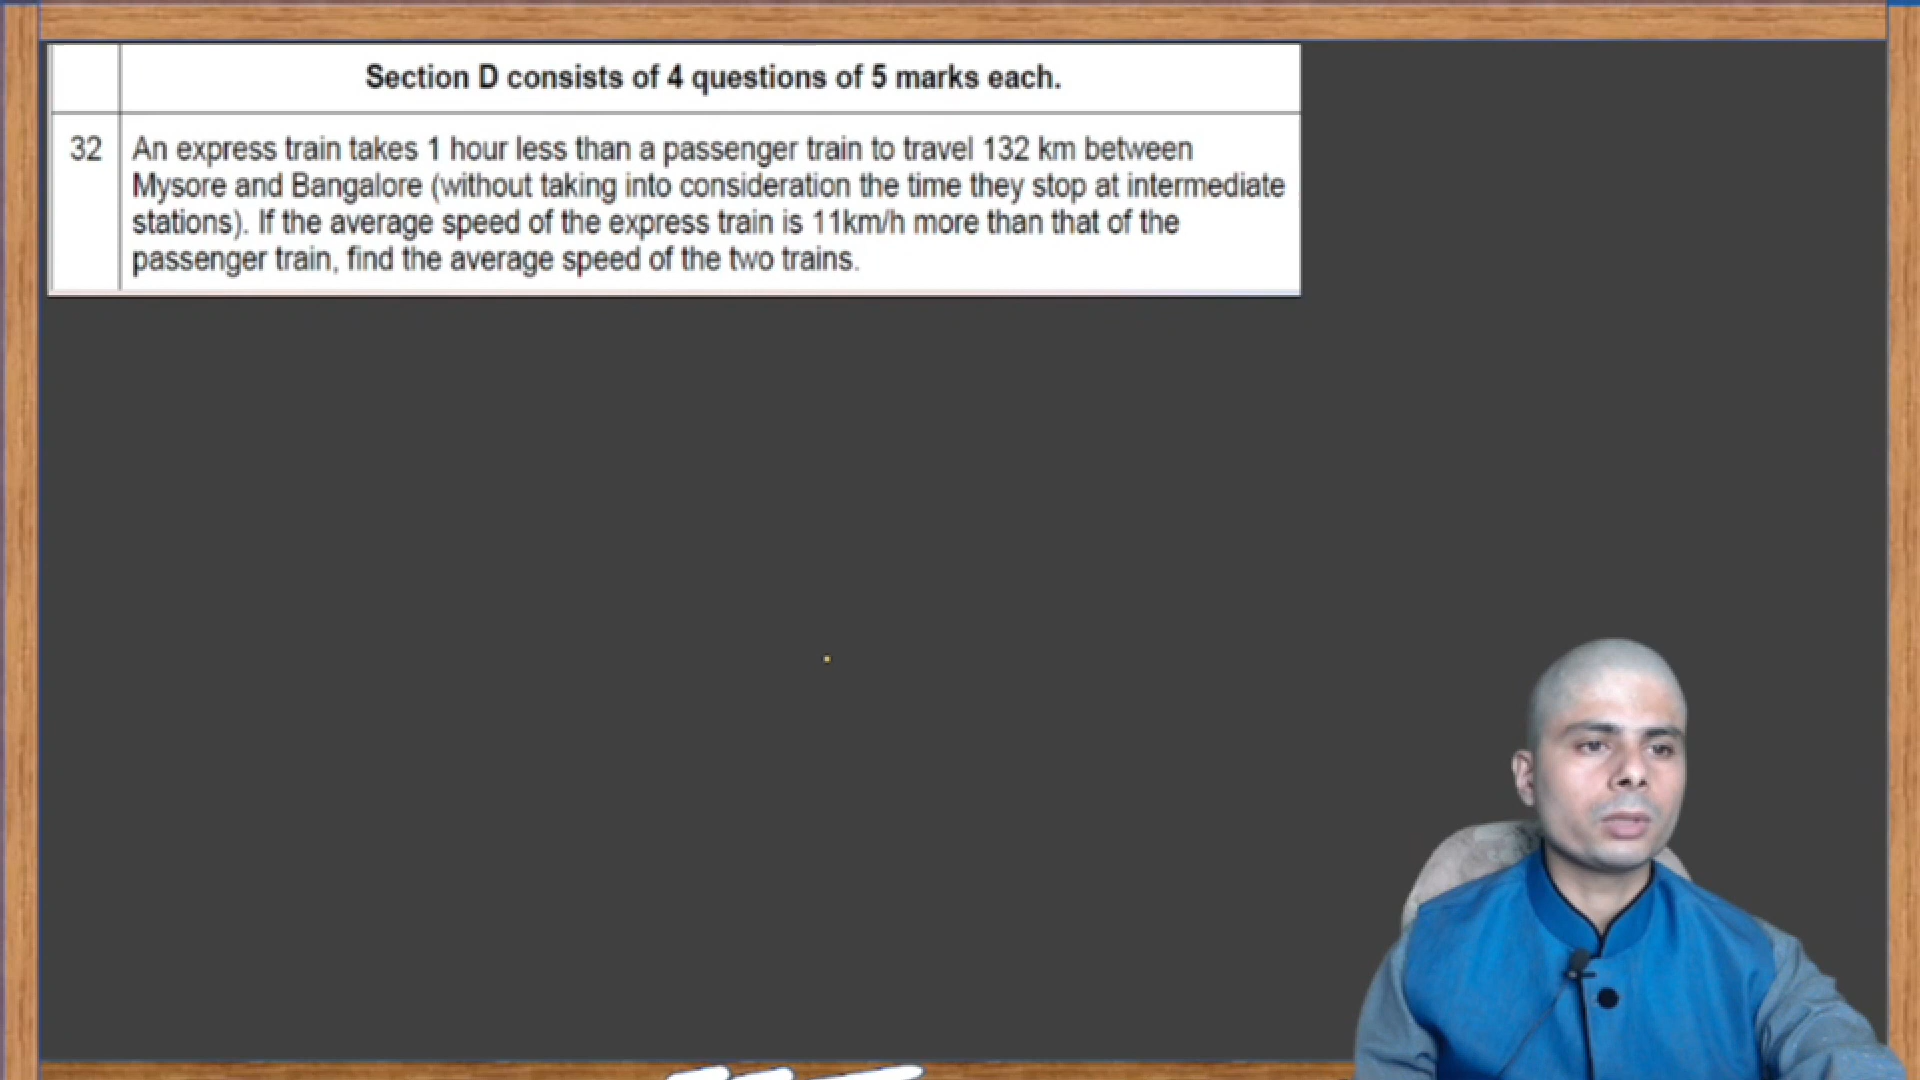 Section D consists of 4 questions of 5 marks each.
32 An express train takes 1 hour less than a passenger train to travel 132 km between
Mysore and Bangalore (without taking into consideration the time they stop at intermediate
stations). If the average speed of the express train is 11km/h more than that of the
passenger train, find the average speed of the two trains.